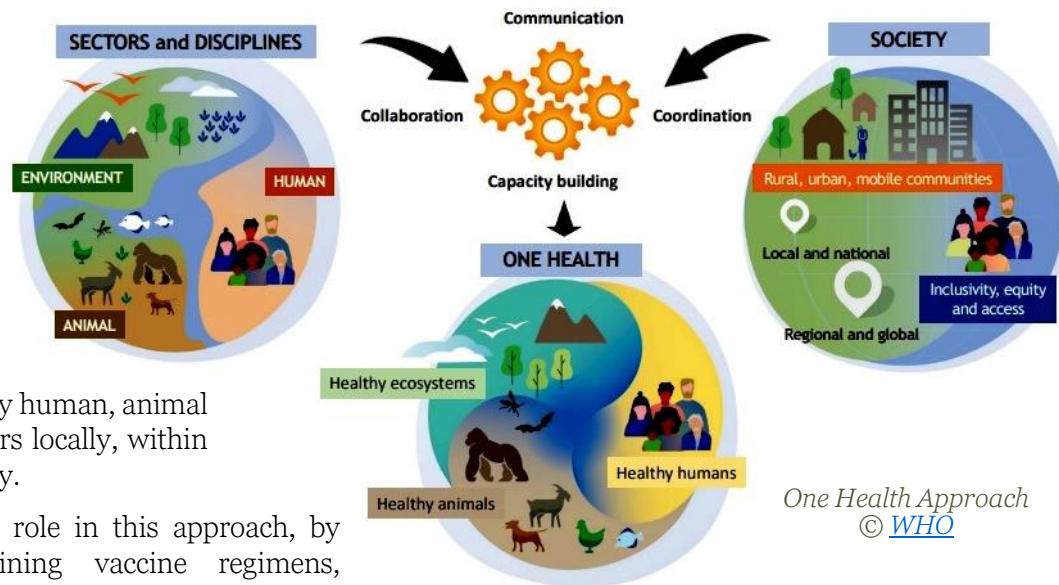 Communication
SECTORS and DISCIPLINES
SOCIETY
Collaboration
Coordination
ENVIRONMENT
HUMAN
Capacity building
Rural, urban, mobile communities
ONE HEALTH
Local and national
Inclusivity, equity
and access
ANIMAL
Regional and global
Healthy ecosystems
Healthy humans
Healthy animals
human, animal
locally, within
One Health Approach
© WHO
role in this approach, by
vaccine regimens,